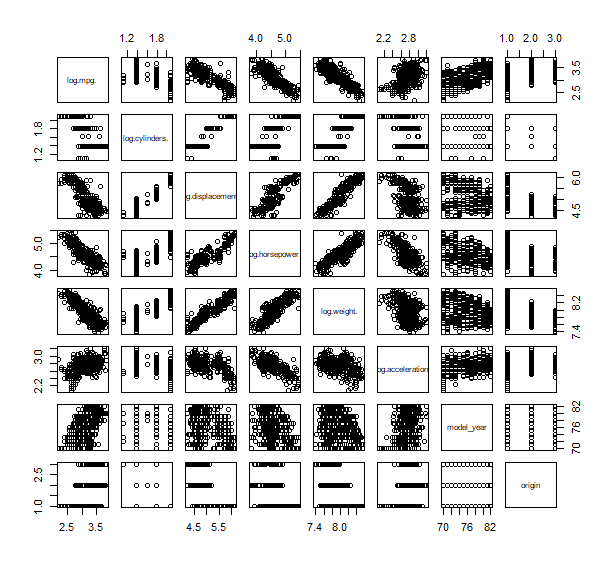 1.2 1.8 4.0 5.0 2.2 2.8 1.0 2.0 3.0
log.mpg. 2.5 3.5
1.2 1.8 log.cylinders.
g.displacement 4.5 6.0
4.0 5.0 og.horsepower
log.weight. 7.4 8.2
2.2 3.0 og.acceleration
model_year 70 76 82
1.0 2.5 origin
2.5 3.5 4.5 5.5 7.4 8.0 70 76 82